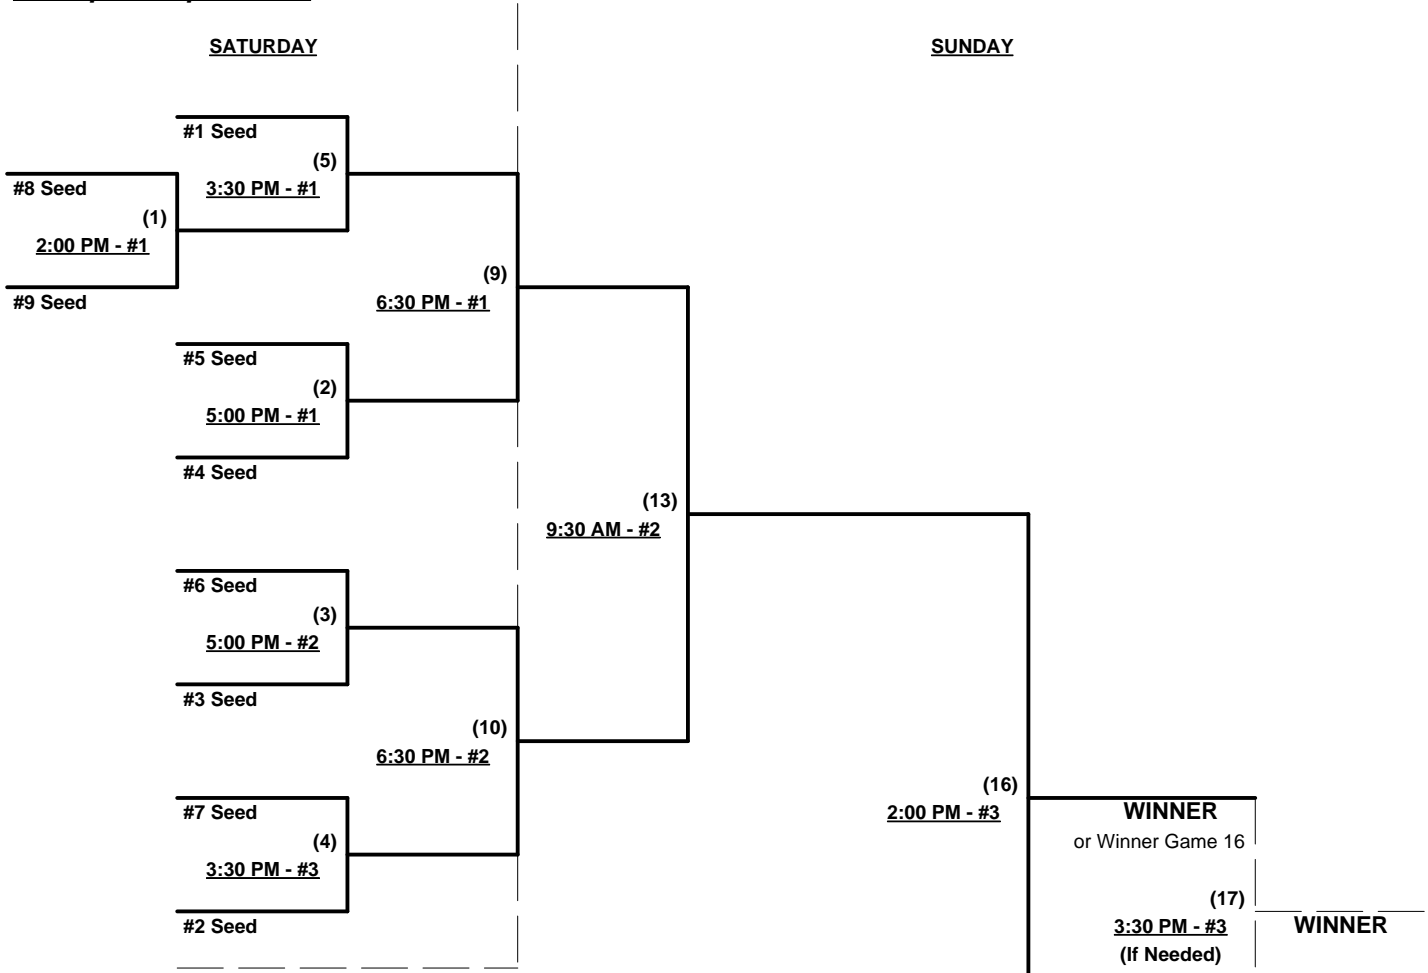 SATURDAY
SUNDAY
#1 Seed
(5)
3:30 PM - #1
#8 Seed
(1)
2:00 PM - #1
#9 Seed
(9)
6:30 PM - #1
#5 Seed
(2)
5:00 PM - #1
#4 Seed
(13)
9:30 AM - #2
#6 Seed
(3)
5:00 PM - #2
#3 Seed
(10)
6:30 PM - #2
#7 Seed
(4)
3:30 PM - #3
#2 Seed
(16)
2:00 PM - #3
WINNER
or Winner Game 16
(17)
3:30 PM - #3
(If Needed)
WINNER